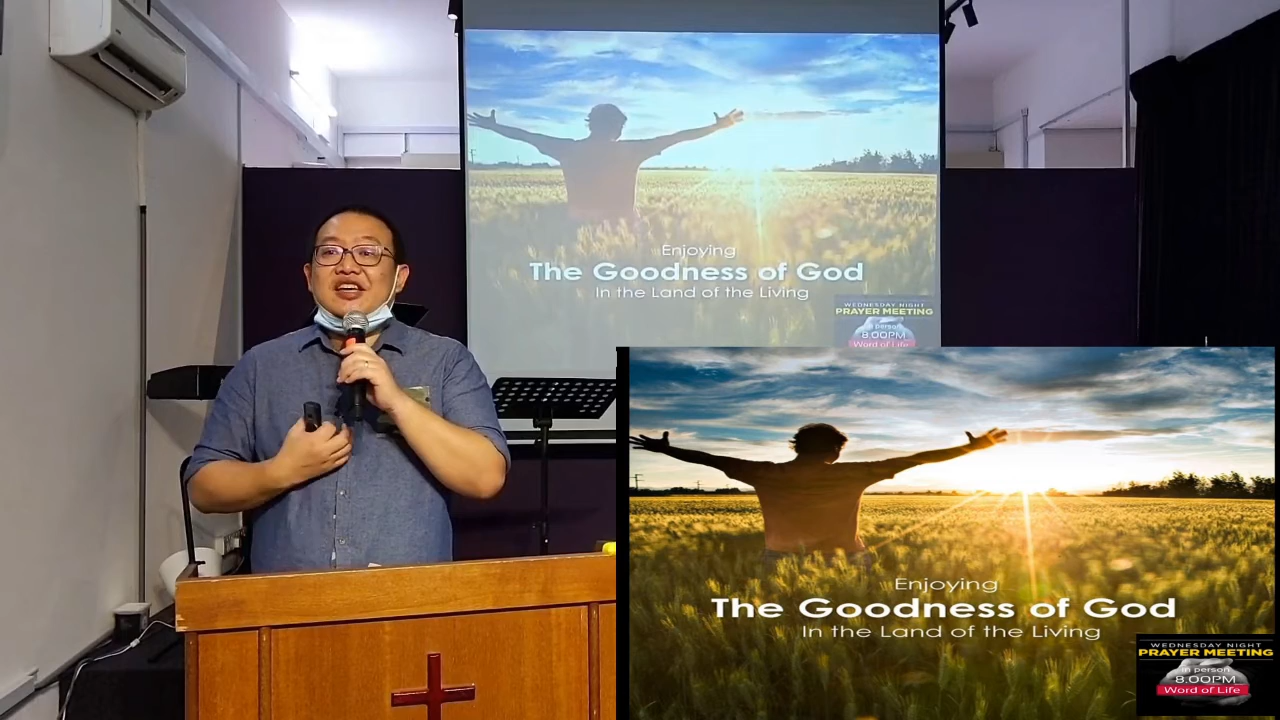 Enjoying
The Goodness of God
In the Land of the Living
WEDNESDAY NIGHT
PRAYER MEETING
in person
8:00PM
Word of Life
Enjoying
The Goodness of God
In the Land of the Living
WEDNESDAY NIGHT
PRAYER MEETING
in person
8:00PM
Word of Life